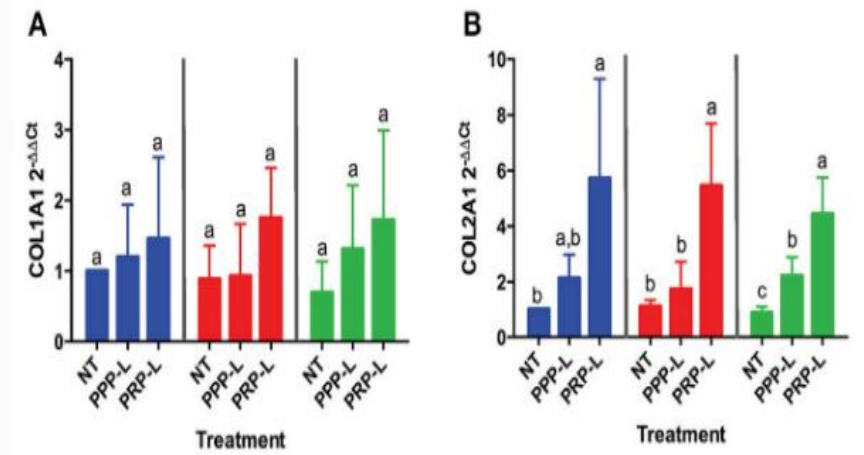 A
COL1A1 2-ΔΔCt
4
3
2
1
0
a
a
a
a
a
a
a
a
a
NT
PPP-L
PRP-L
NT
PPP-L
PRP-L
NT
PPP-L
PRP-L
Treatment
B
COL2A1 2-ΔΔCt
10
8
6
4
2
0
b
a,b
a
b
b
a
c
b
a
NT
PPP-L
PRP-L
NT
PPP-L
PRP-L
NT
PPP-L
PRP-L
Treatment